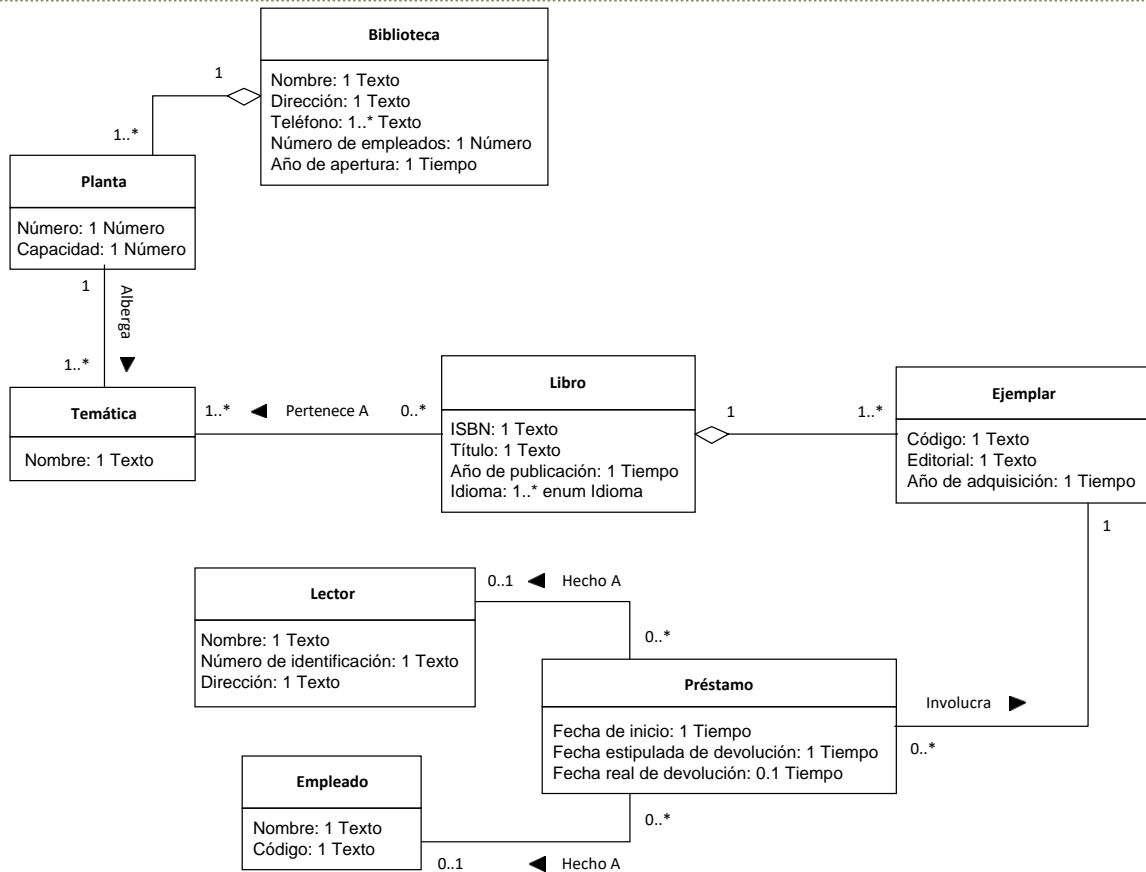 Biblioteca
Nombre: 1 Texto
Dirección: 1 Texto
Teléfono: 1..* Texto
Número de empleados: 1 Número
Año de apertura: 1 Tiempo
1
1..*
Planta
Número: 1 Número
Capacidad: 1 Número
1
Alberga
1..*
Temática
Nombre: 1 Texto
1..*
Pertenece A
0..*
Libro
ISBN: 1 Texto
Título: 1 Texto
Año de publicación: 1 Tiempo
Idioma: 1..* enum Idioma
1
1..*
Ejemplar
Código: 1 Texto
Editorial: 1 Texto
Año de adquisición: 1 Tiempo
1
Lector
Nombre: 1 Texto
Número de identificación: 1 Texto
Dirección: 1 Texto
0..1
Hecho A
0..*
Préstamo
Fecha de inicio: 1 Tiempo
Fecha estipulada de devolución: 1 Tiempo
Fecha real de devolución: 0.1 Tiempo
Involucra
0..*
Empleado
Nombre: 1 Texto
Código: 1 Texto
0..*
0..1
Hecho A